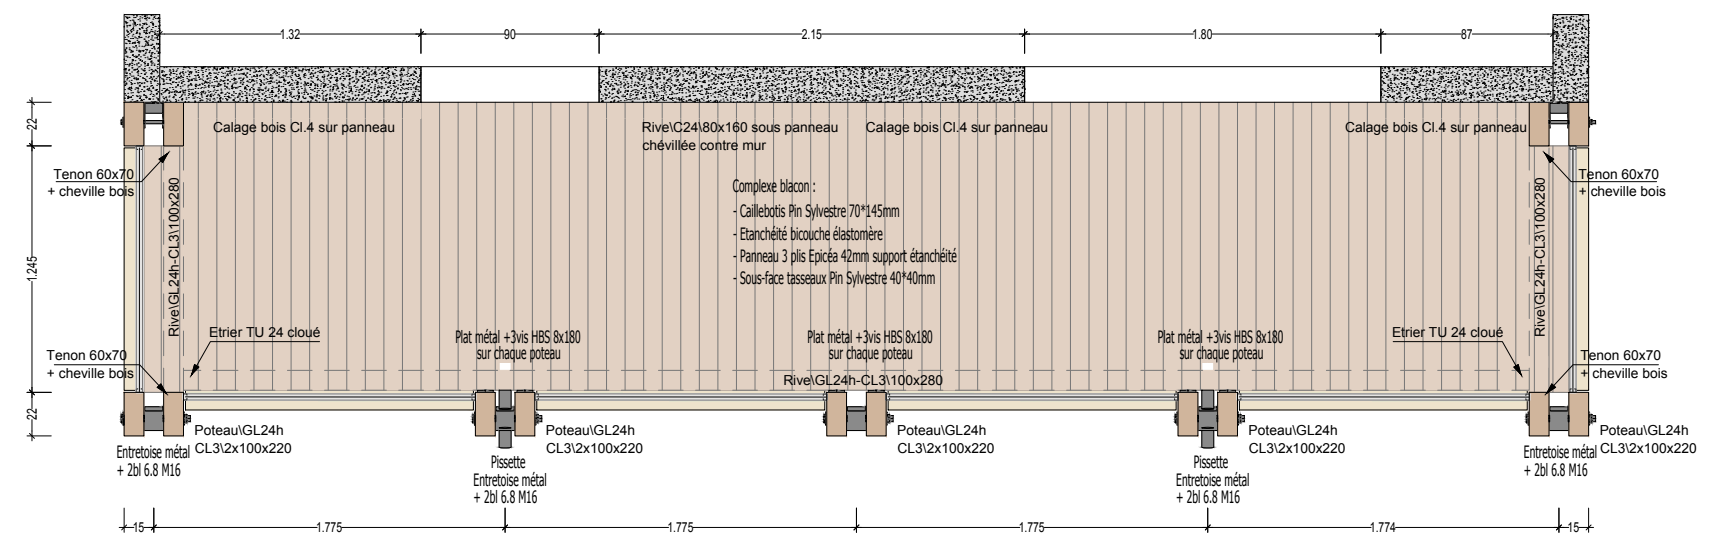 1.32
90
2.15
1.80
87
22
1.245
22
Calage bois Cl.4 sur panneau
Rive\C24\80x160 sous panneau
chévillée contre mur
Calage bois Cl.4 sur panneau
Calage bois Cl.4 sur panneau
Tenon 60x70
+ cheville bois
Rive\GL24h-CL3\100x280
Complexe blacon :
- Caillebotis Pin Sylvestre 70*145mm
- Etanchéité bicouche élastomère
- Panneau 3 plis Epicéa 42mm support étanchéité
- Sous-face tasseaux Pin Sylvestre 40*40mm
Rive\GL24h-CL3\100x280
Tenon 60x70
+ cheville bois
Etrier TU 24 cloué
Plat métal +3vis HBS 8x180
sur chaque poteau
Plat métal +3vis HBS 8x180
sur chaque poteau
Plat métal +3vis HBS 8x180
sur chaque poteau
Etrier TU 24 cloué
Tenon 60x70
+ cheville bois
Tenon 60x70
+ cheville bois
Rive\GL24h-CL3\100x280
Poteau\GL24h
CL3\2x100x220
Poteau\GL24h
CL3\2x100x220
Poteau\GL24h
CL3\2x100x220
Poteau\GL24h
CL3\2x100x220
Poteau\GL24h
CL3\2x100x220
Entretoise métal
+ 2bl 6.8 M16
Pissette
Entretoise métal
+ 2bl 6.8 M16
Pissette
Entretoise métal
+ 2bl 6.8 M16
Entretoise métal
+ 2bl 6.8 M16
15
1.775
1.775
1.775
1.774
15